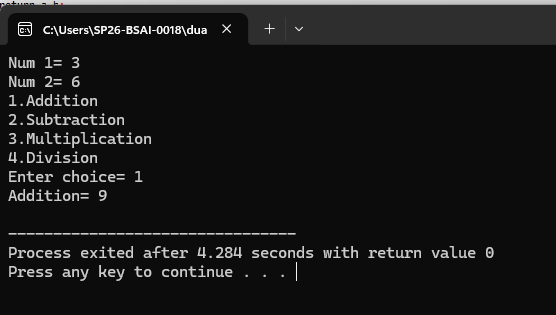 C:\Users\SP26-BSAI-0018\dua
Num 1= 3
Num 2= 6
1.Addition
2.Subtraction
3.Multiplication
4.Division
Enter choice= 1
Addition= 9
--------------------------------
Process exited after 4.284 seconds with return value 0
Press any key to continue . . .